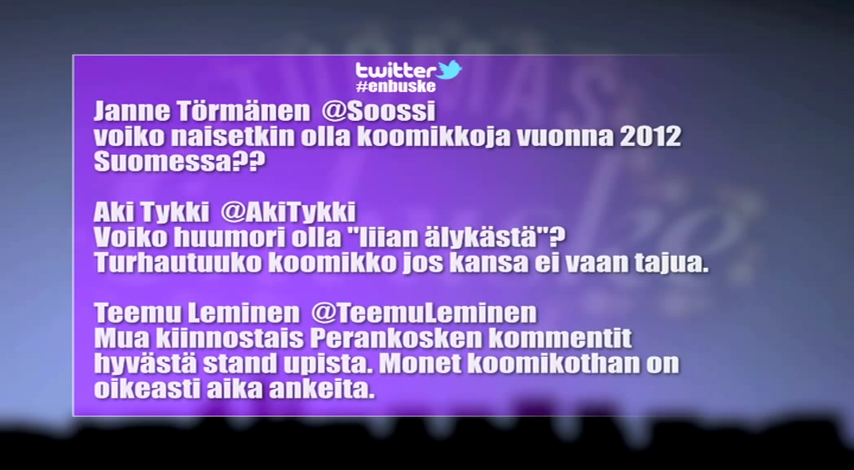 twitter
#enbuske
Janne Törmänen @Soossi
voiko naisetkin olla koomikkoja vuonna 2012
Suomessa??
Aki Tykki @AkiTykki
Voiko huumori olla "liian älykästä"?
Turhautuuko koomikko jos kansa ei vaan tajua.
Teemu Leminen @TeemuLeminen
Mua kiinnostais Perankosken kommentit
hyvästä stand upista. Monet koomikothan on
oikeasti aika ankeita.